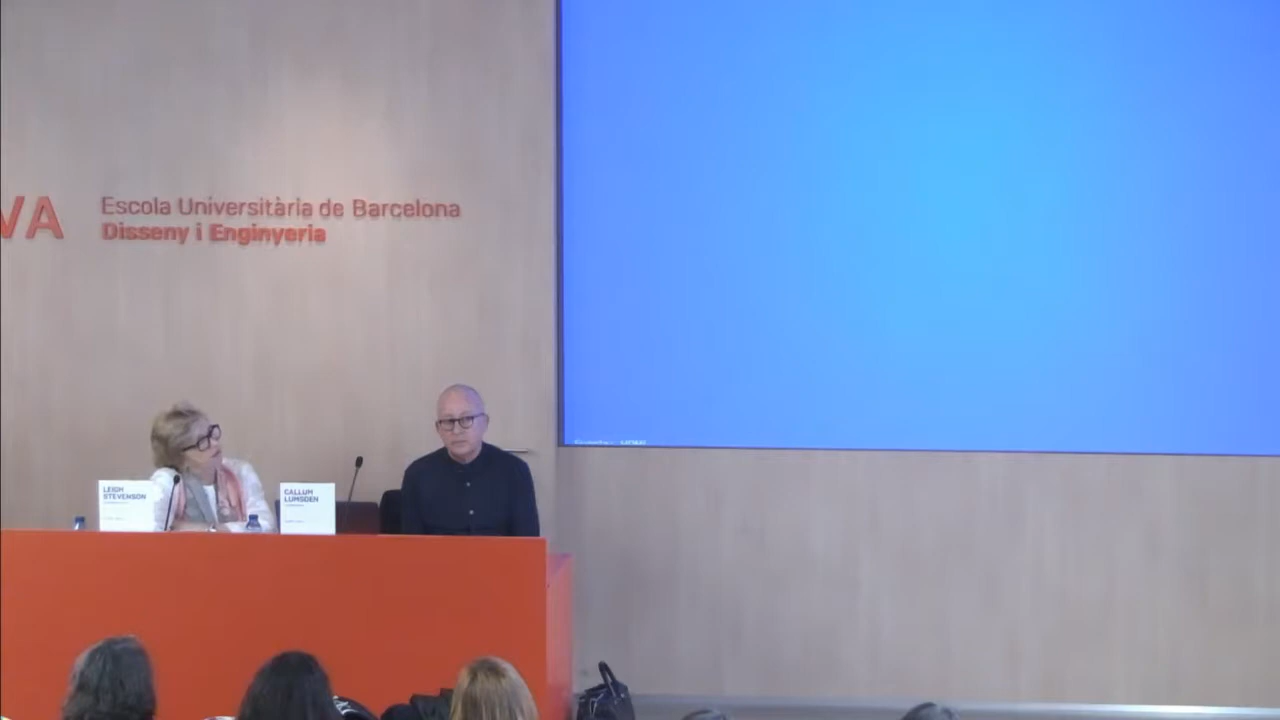 VA
Escola Universitària de Barcelona
Disseny i Enginyeria
LEIGH
STEVENSON
CALLUM
LUMSDEN